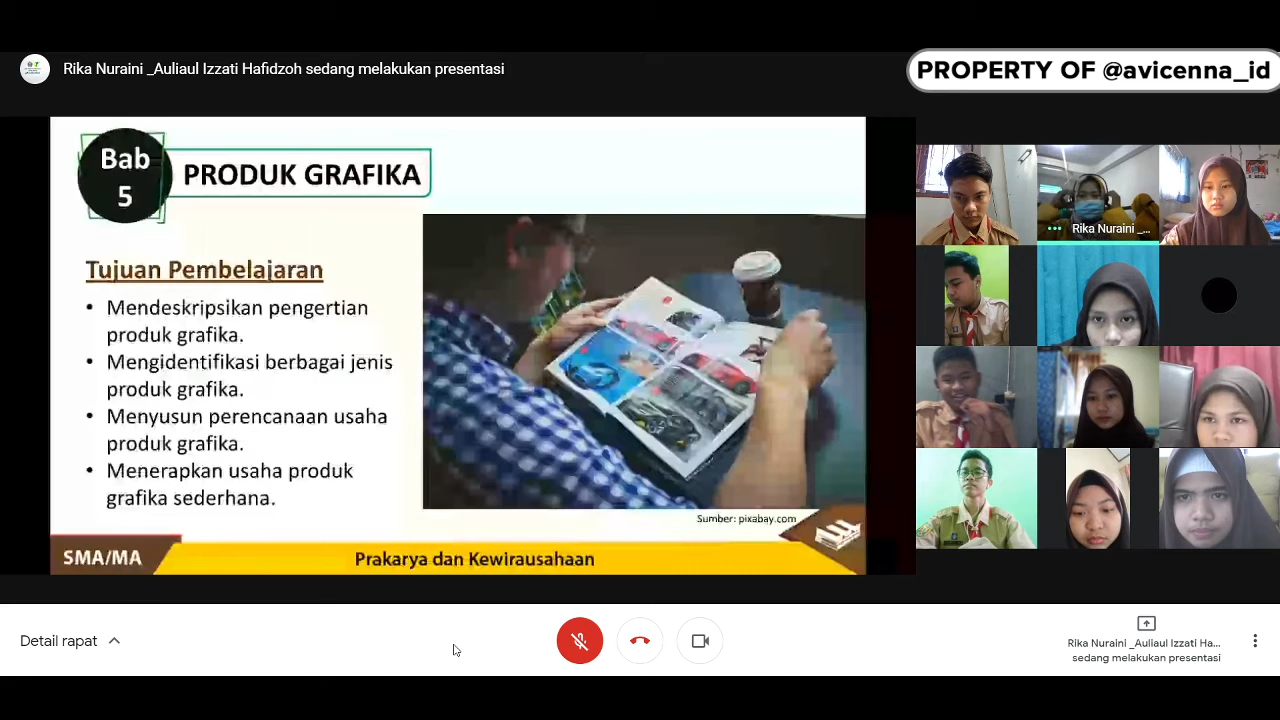 Rika Nuraini _Auliaul Izzati Hafidzoh sedang melakukan presentasi
PROPERTY OF @avicenna_id
Bab
5
PRODUK GRAFIKA
Tujuan Pembelajaran
• Mendeskripsikan pengertian
produk grafika.
• Mengidentifikasi berbagai jenis
produk grafika.
• Menyusun perencanaan usaha
produk grafika.
• Menerapkan usaha produk
grafika sederhana.
Sumber: pixabay.com
SMA/MA
Prakarya dan Kewirausahaan
Rika Nuraini _...
Detail rapat
Rika Nuraini _Auliaul Izzati Ha...
sedang melakukan presentasi